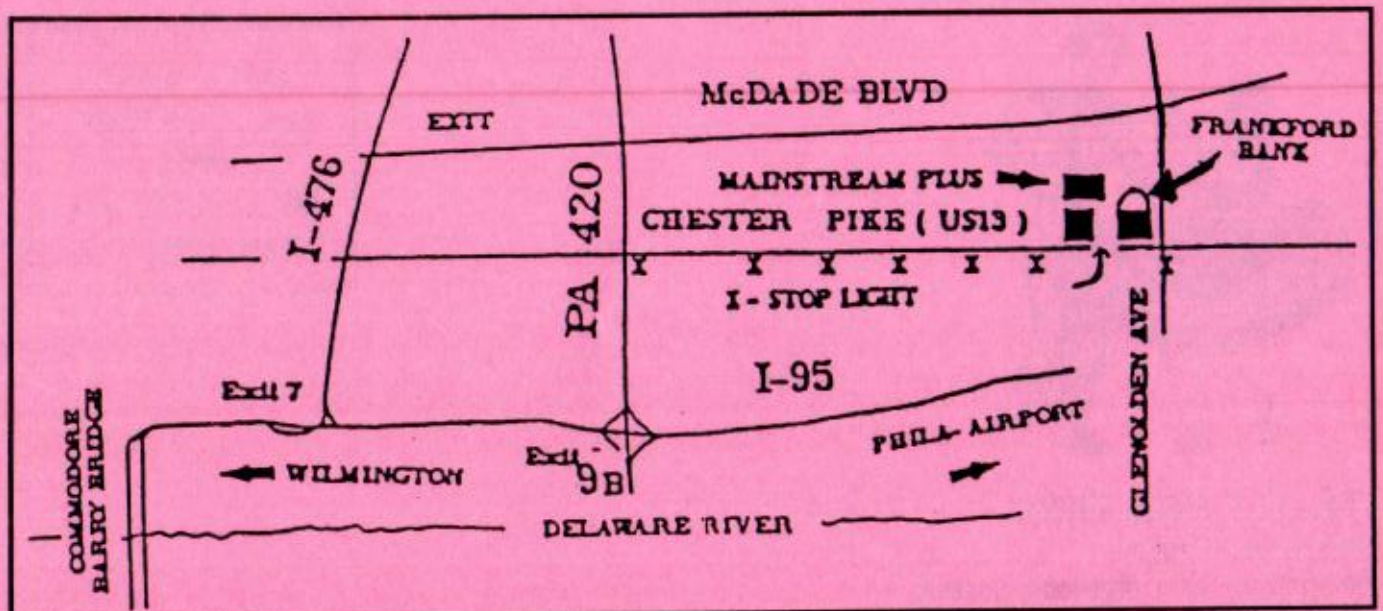 McDADE BLVD
EXIT
FRANKFORD
BANK
I-476
PA 420
MAINSTREAM PLUS
CHESTER PIKE ( US13 )
X X X X X X X
X - STOP LIGHT
GLENOLDEN AVE
I-95
Exit 7
PHILA- AIRPORT
COMMODORE
BARRY BRIDGE
Exit
9B
WILMINGTON
DELAWARE RIVER